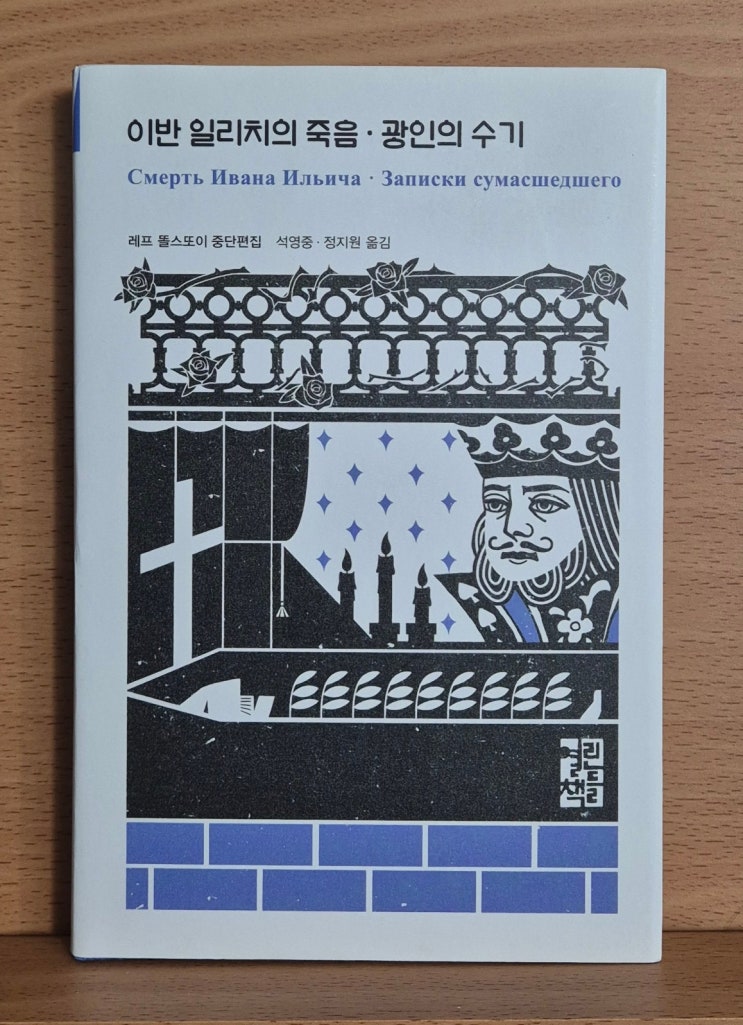 이반 일리치의 죽음 · 광인의 수기
Смерть Ивана Ильича · Записки сумасшедшего
레프 똘스또이 중단편집 석영중 · 정지원 옮김
열린책들